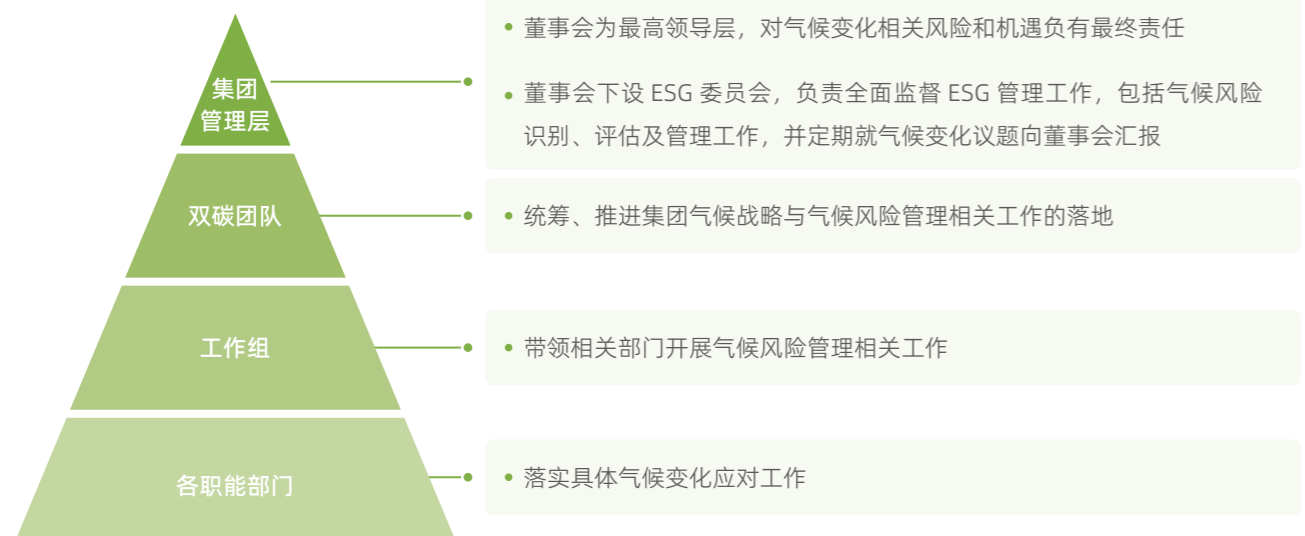 集团
管理层
• 董事会为最高领导层，对气候变化相关风险和机遇负有最终责任
• 董事会下设 ESG 委员会，负责全面监督 ESG 管理工作，包括气候风险
识别、评估及管理工作，并定期就气候变化议题向董事会汇报
双碳团队
• 统筹、推进集团气候战略与气候风险管理相关工作的落地
工作组
• 带领相关部门开展气候风险管理相关工作
各职能部门
• 落实具体气候变化应对工作